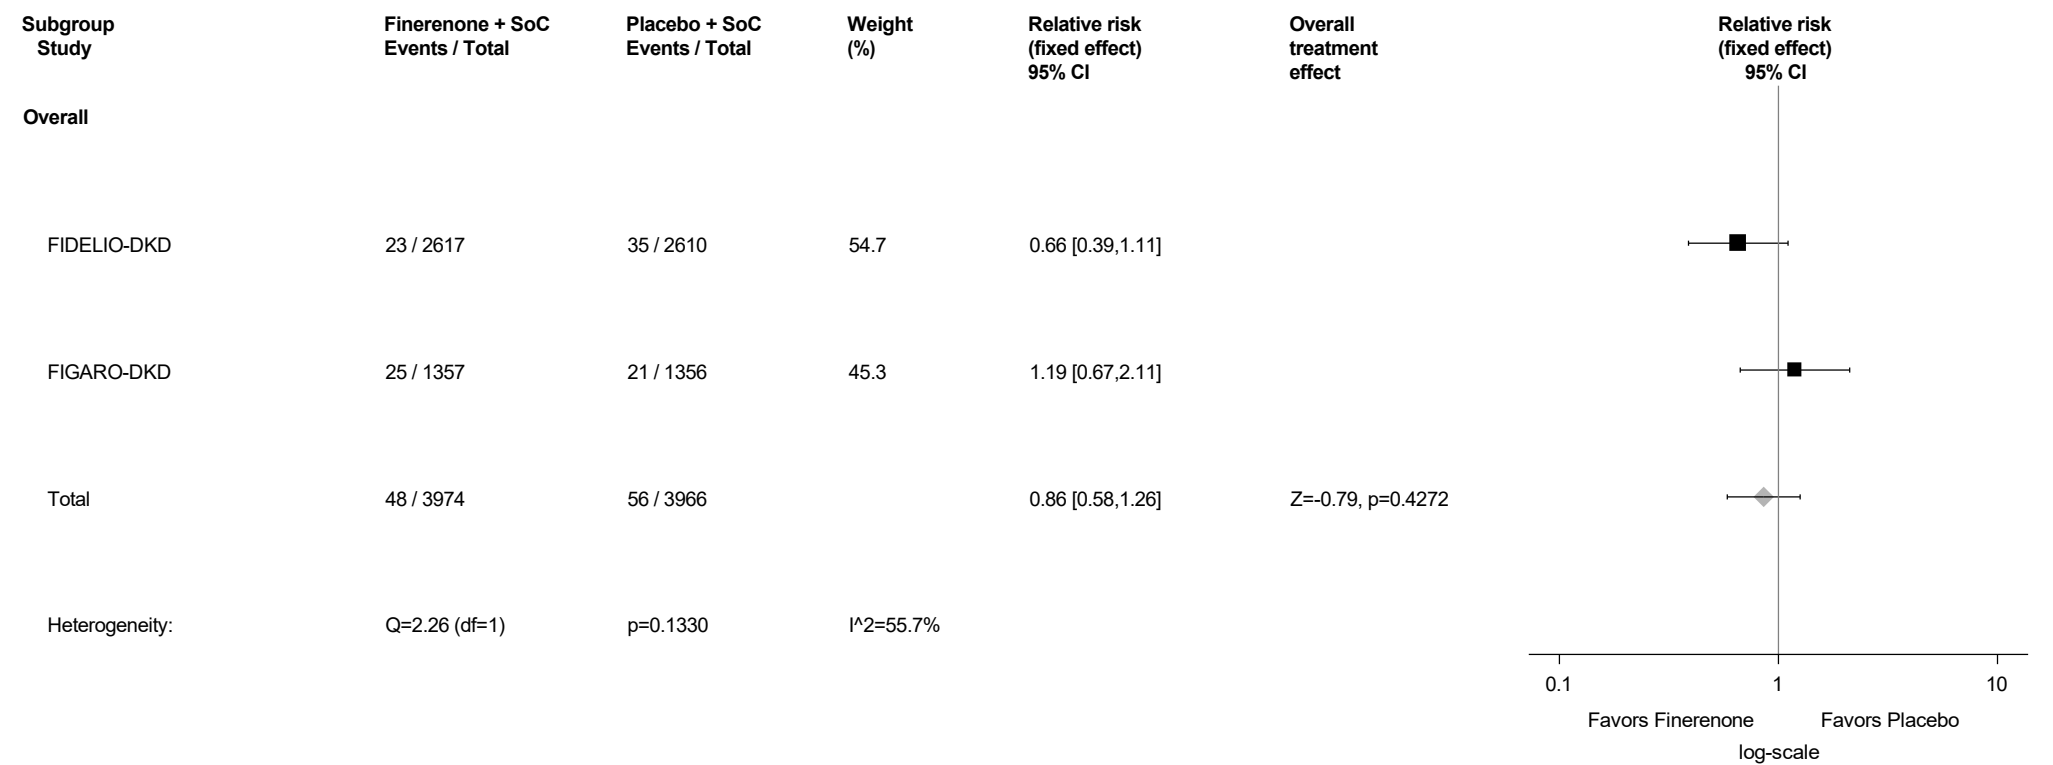 Subgroup Finerenone + SoC Placebo + SoC Weight Relative risk Overall Relative risk
Study Events / Total Events / Total (%) (fixed effect) treatment (fixed effect)
95% CI effect 95% CI
Overall
FIDELIO-DKD 23 / 2617 35 / 2610 54.7 0.66 [0.39,1.11]
FIGARO-DKD 25 / 1357 21 / 1356 45.3 1.19 [0.67,2.11]
Total 48 / 3974 56 / 3966 0.86 [0.58,1.26] Z=-0.79, p=0.4272
Heterogeneity: Q=2.26 (df=1) p=0.1330 I^2=55.7%
0.1 1 10
Favors Finerenone Favors Placebo
log-scale